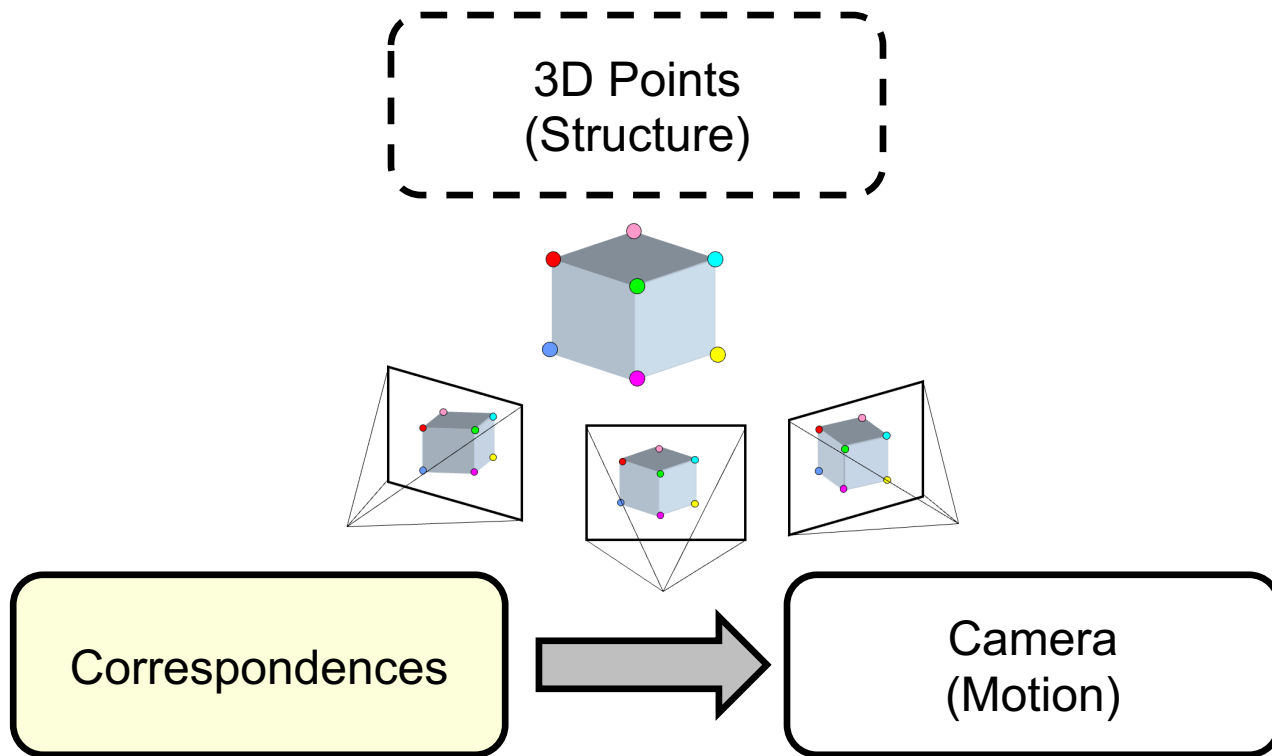 3D Points
(Structure)
Correspondences
Camera
(Motion)